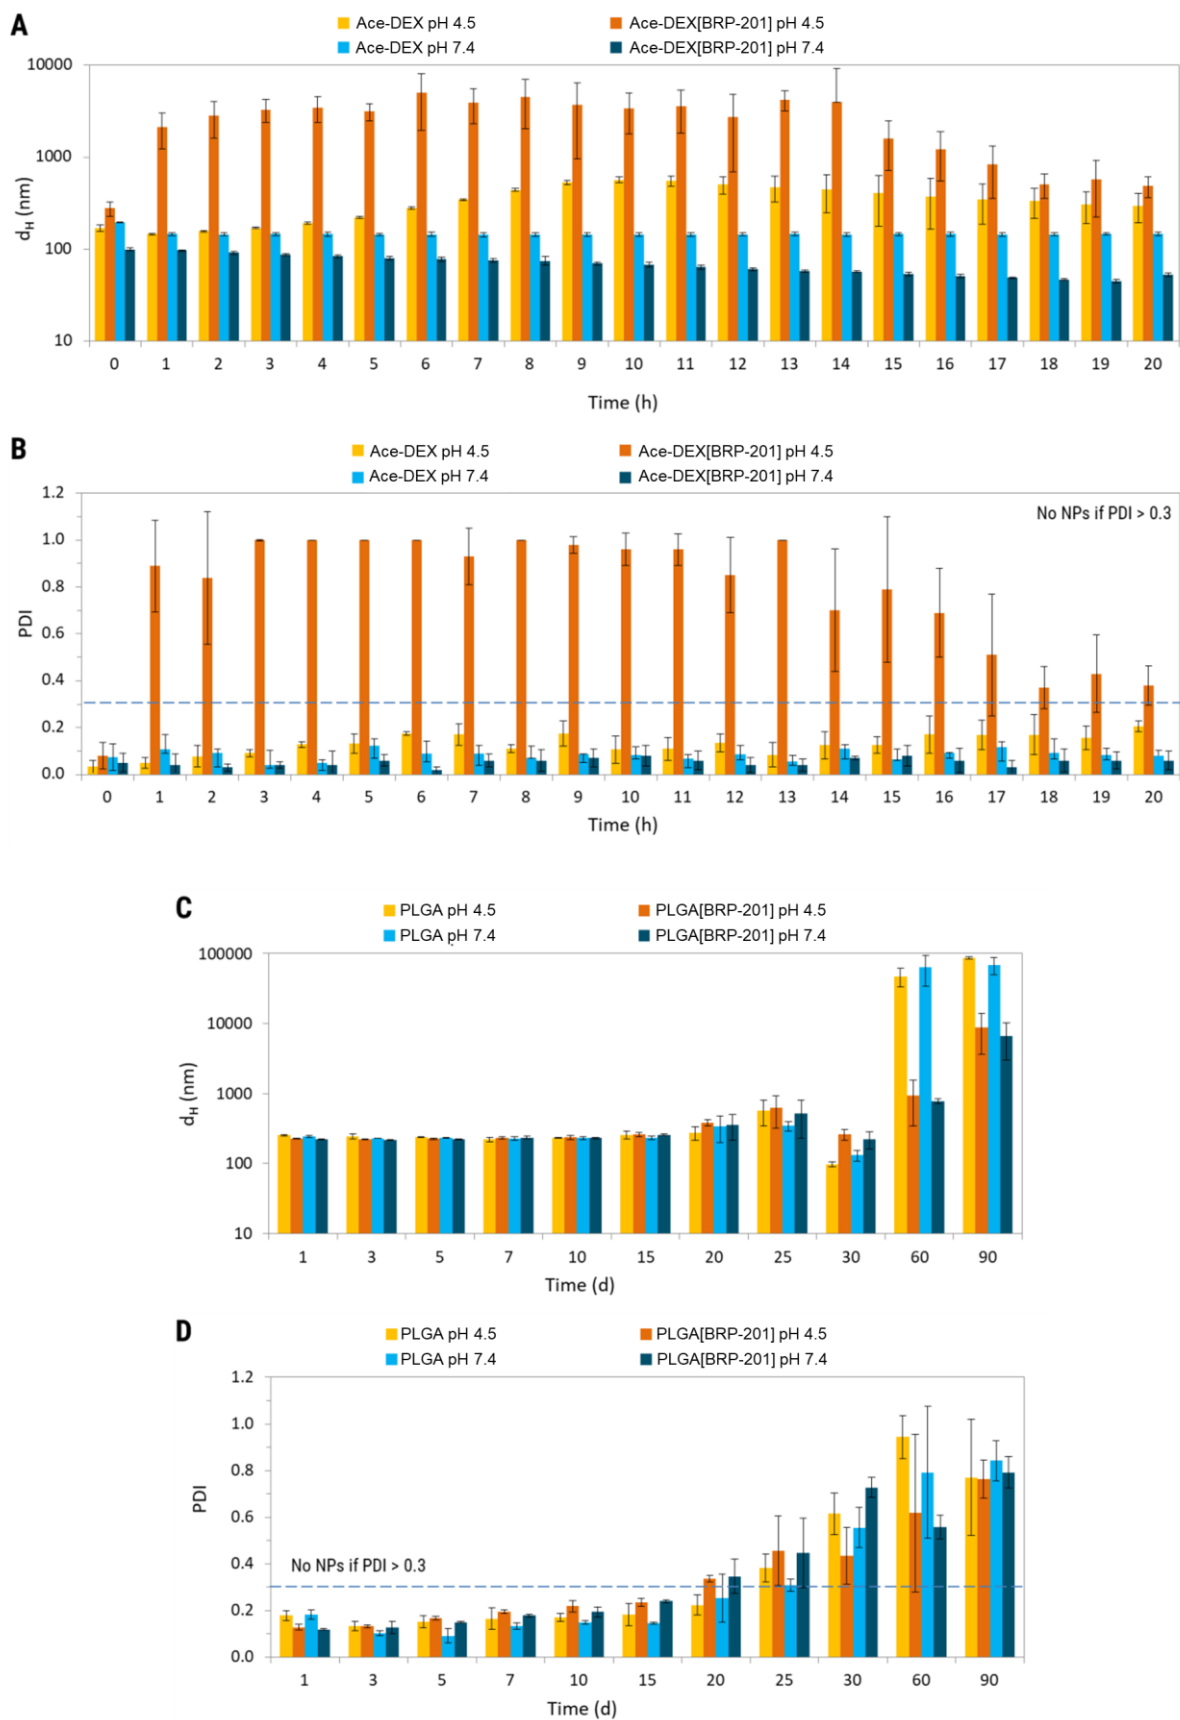 A
Ace-DEX pH 4.5 Ace-DEX[BRP-201] pH 4.5
Ace-DEX pH 7.4 Ace-DEX[BRP-201] pH 7.4
10000
1000
100
10
dH (nm)
0 1 2 3 4 5 6 7 8 9 10 11 12 13 14 15 16 17 18 19 20
Time (h)
B
Ace-DEX pH 4.5 Ace-DEX[BRP-201] pH 4.5
Ace-DEX pH 7.4 Ace-DEX[BRP-201] pH 7.4
No NPs if PDI > 0.3
1.2
1.0
0.8
0.6
0.4
0.2
0.0
PDI
0 1 2 3 4 5 6 7 8 9 10 11 12 13 14 15 16 17 18 19 20
Time (h)
C
PLGA pH 4.5 PLGA[BRP-201] pH 4.5
PLGA pH 7.4 PLGA[BRP-201] pH 7.4
100000
10000
1000
100
10
dH (nm)
1 3 5 7 10 15 20 25 30 60 90
Time (d)
D
PLGA pH 4.5 PLGA[BRP-201] pH 4.5
PLGA pH 7.4 PLGA[BRP-201] pH 7.4
1.2
1.0
0.8
0.6
0.4
0.2
0.0
PDI
No NPs if PDI > 0.3
1 3 5 7 10 15 20 25 30 60 90
Time (d)